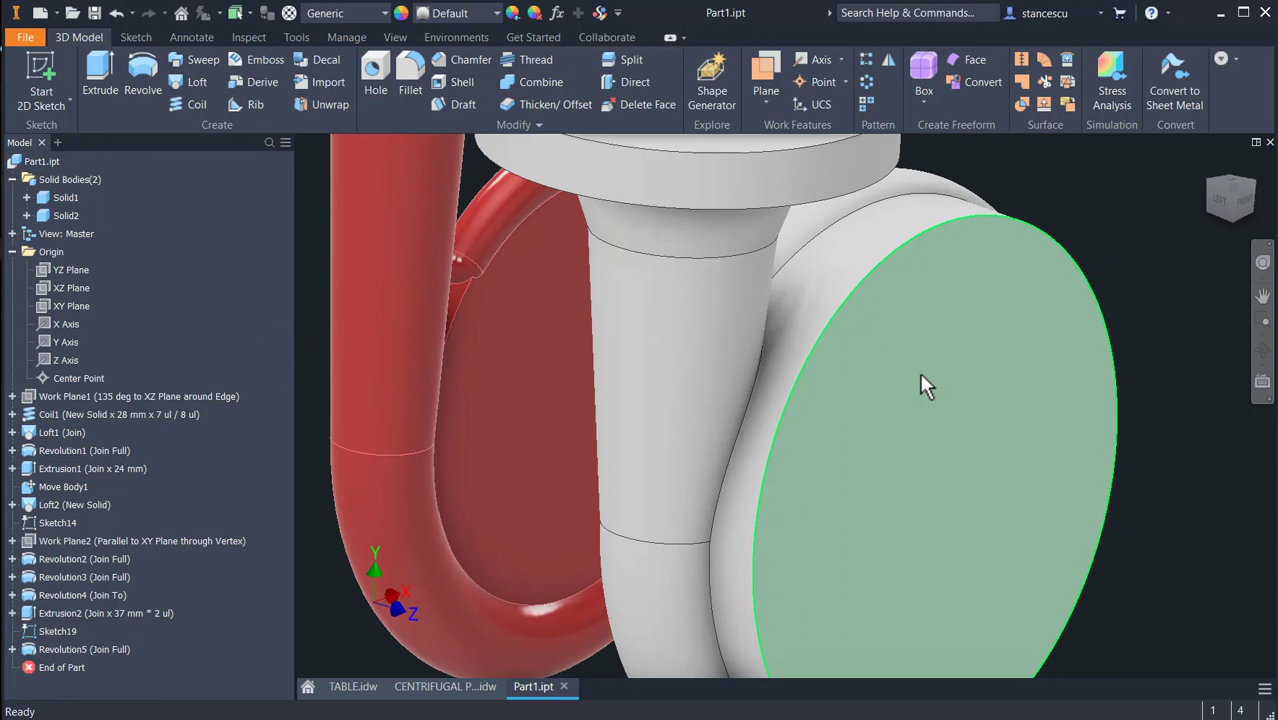 Generic
Default
fx
Part1.ipt
Search Help & Commands...
stancescu
File
3D Model
Sketch
Annotate
Inspect
Tools
Manage
View
Environments
Get Started
Collaborate
Start
2D Sketch
Extrude
Revolve
Sweep
Loft
Coil
Emboss
Derive
Rib
Decal
Import
Unwrap
Hole
Fillet
Chamfer
Shell
Draft
Thread
Combine
Thicken/ Offset
Split
Direct
Delete Face
Shape
Generator
Plane
Axis
Point
UCS
Box
Face
Convert
Stress
Analysis
Convert to
Sheet Metal
Sketch
Create
Modify
Explore
Work Features
Pattern
Create Freeform
Surface
Simulation
Convert
Model
Part1.ipt
Solid Bodies(2)
Solid1
Solid2
View: Master
Origin
YZ Plane
XZ Plane
XY Plane
X Axis
Y Axis
Z Axis
Center Point
Work Plane1 (135 deg to XZ Plane around Edge)
Coil1 (New Solid x 28 mm x 7 ul / 8 ul)
Loft1 (Join)
Revolution1 (Join Full)
Extrusion1 (Join x 24 mm)
Move Body1
Loft2 (New Solid)
Sketch14
Work Plane2 (Parallel to XY Plane through Vertex)
Revolution2 (Join Full)
Revolution3 (Join Full)
Revolution4 (Join To)
Extrusion2 (Join x 37 mm * 2 ul)
Sketch19
Revolution5 (Join Full)
End of Part
LEFT
FRONT
Y
X
Z
TABLE.idw
CENTRIFUGAL P...idw
Part1.ipt
Ready
1
4